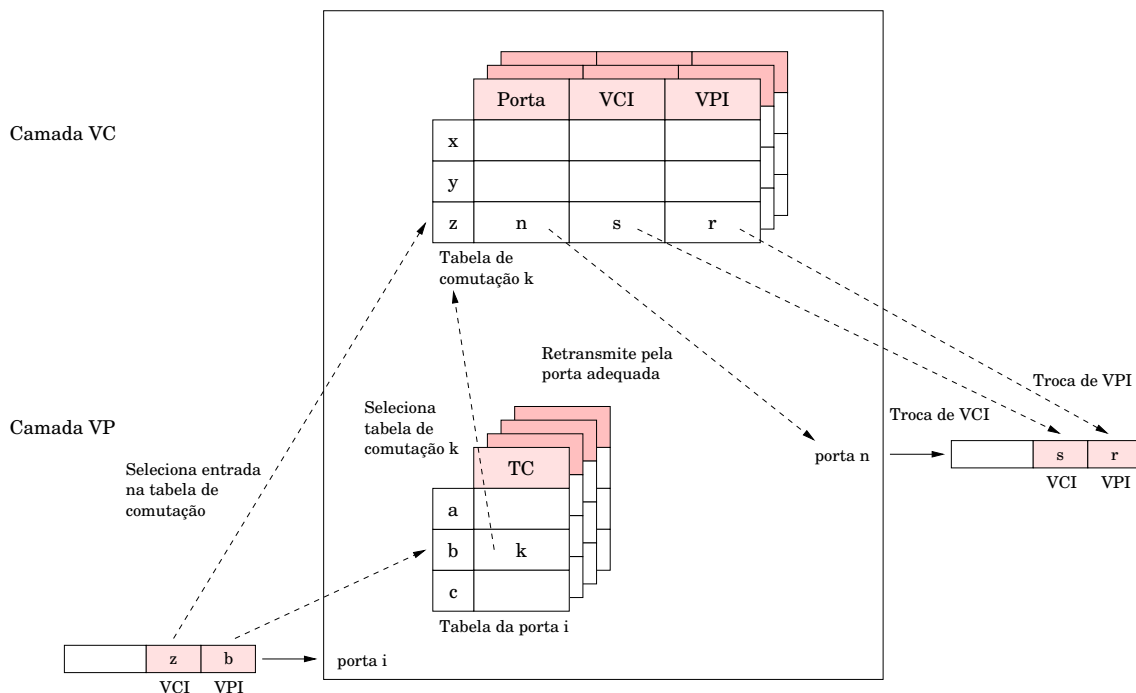 Camada VC
Porta VCI VPI
x
y
z n s r
Tabela de
comutação k
Retransmite pela
porta adequada
Troca de VPI
Camada VP
Seleciona
tabela de
comutação k
Troca de VCI
Seleciona entrada
na tabela de
comutação
TC
a
b k
c
porta n
s r
VCI VPI
Tabela da porta i
z b
VCI VPI
porta i